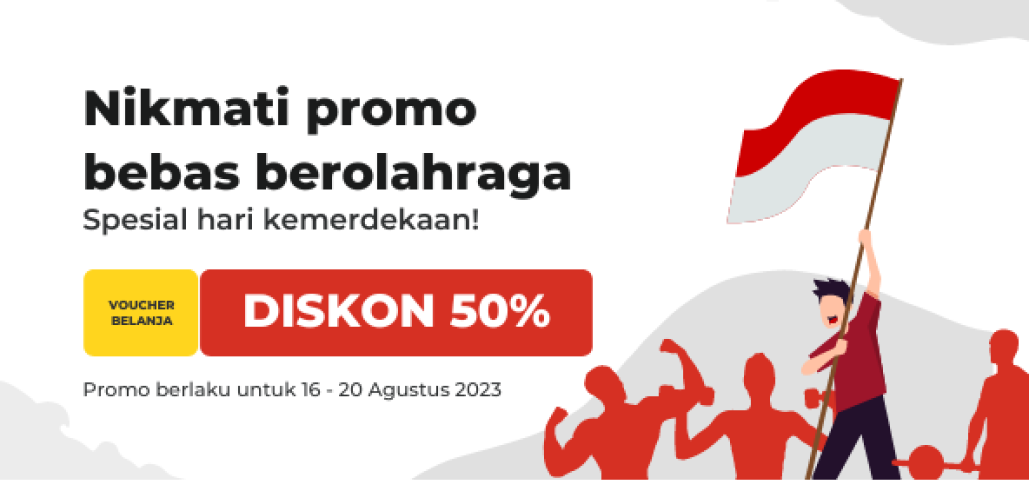 Nikmati promo
bebas berolahraga
Spesial hari kemerdekaan!
VOUCHER
BELANJA
DISKON 50%
Promo berlaku untuk 16 - 20 Agustus 2023